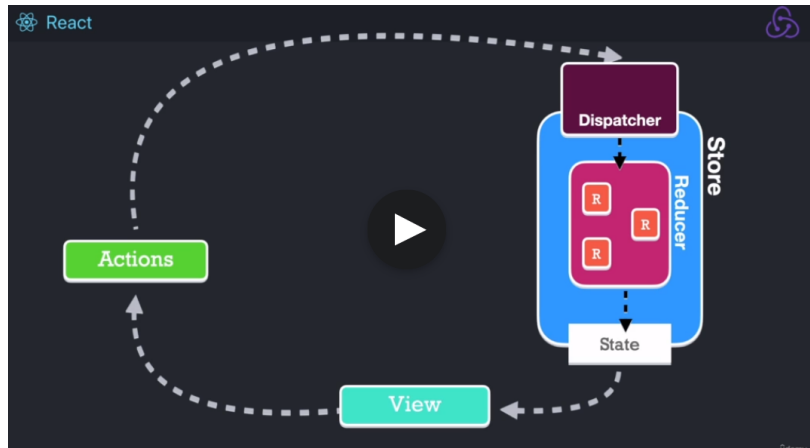 React
Dispatcher
Store
Reducer
R
R
R
Actions
State
View